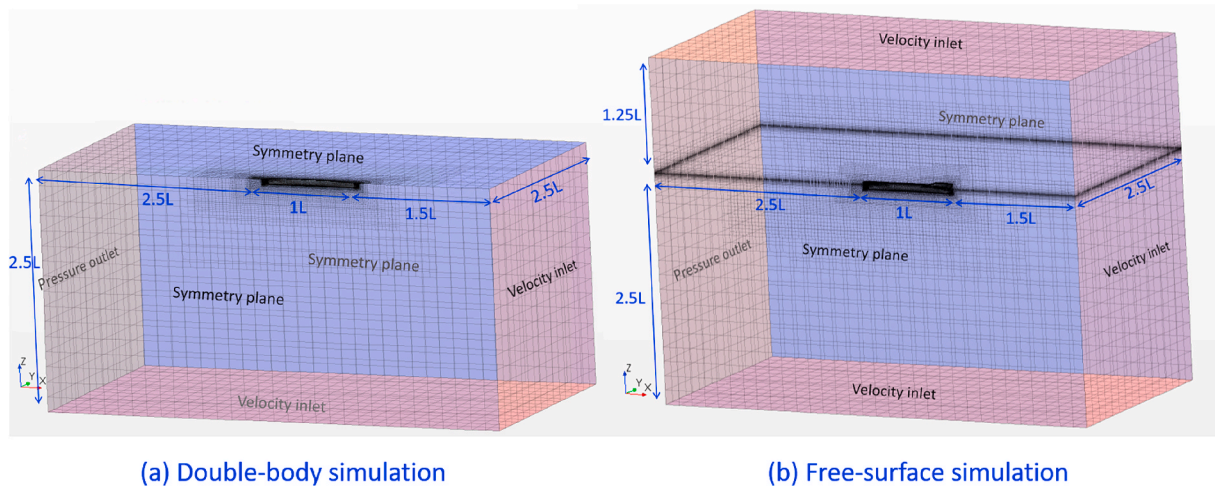 Symmetry plane
2.5L
1L
1.5L
2.5L
2.5L
Pressure outlet
Symmetry plane
Symmetry plane
Velocity inlet
Velocity inlet
Z
Y
X
(a) Double-body simulation
Velocity inlet
1.25L
Symmetry plane
2.5L
1L
1.5L
2.5L
Pressure outlet
Symmetry plane
Velocity inlet
2.5L
Velocity inlet
Z
Y
X
(b) Free-surface simulation